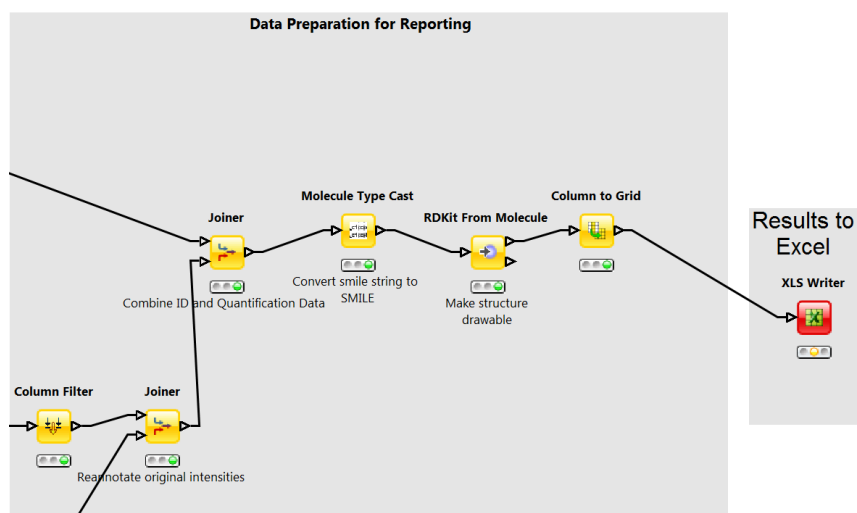 Data Preparation for Reporting
Joiner
Combine ID and Quantification Data
Molecule Type Cast
Convert smile string to
SMILE
RDKit From Molecule
Make structure
drawable
Column to Grid
Results to
Excel
XLS Writer
Column Filter
Joiner
Reannotate original intensities